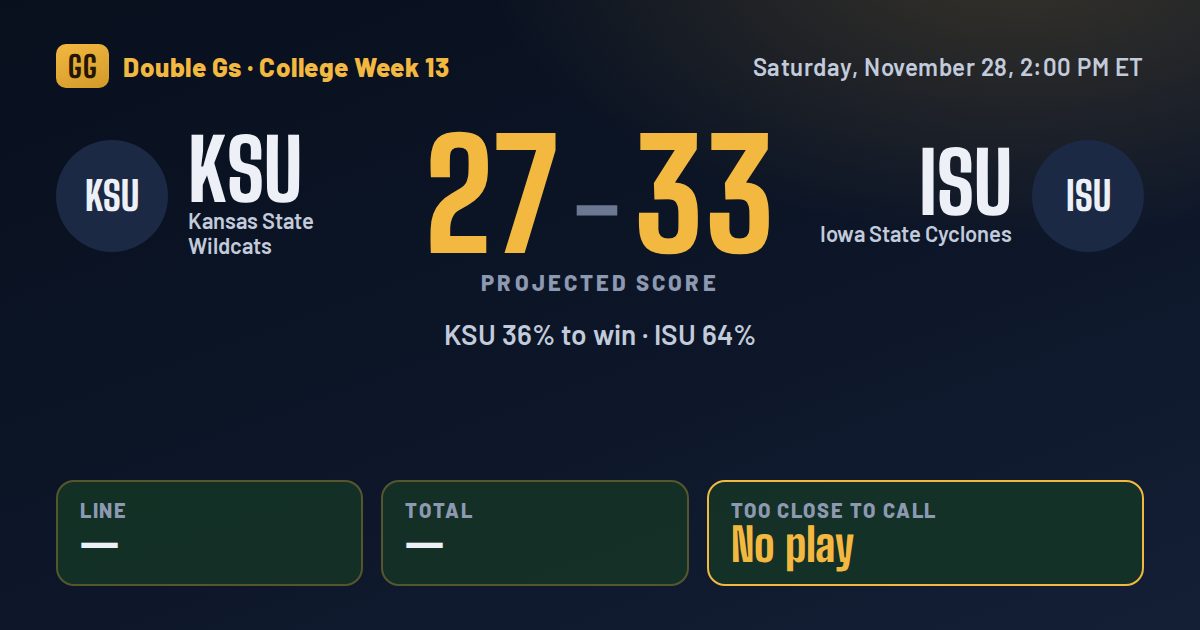 GG Double Gs · College Week 13
Saturday, November 28, 2:00 PM ET
KSU
KSU
Kansas State
Wildcats
27 – 33
PROJECTED SCORE
KSU 36% to win · ISU 64%
ISU
Iowa State Cyclones
ISU
LINE
—
TOTAL
—
TOO CLOSE TO CALL
No play